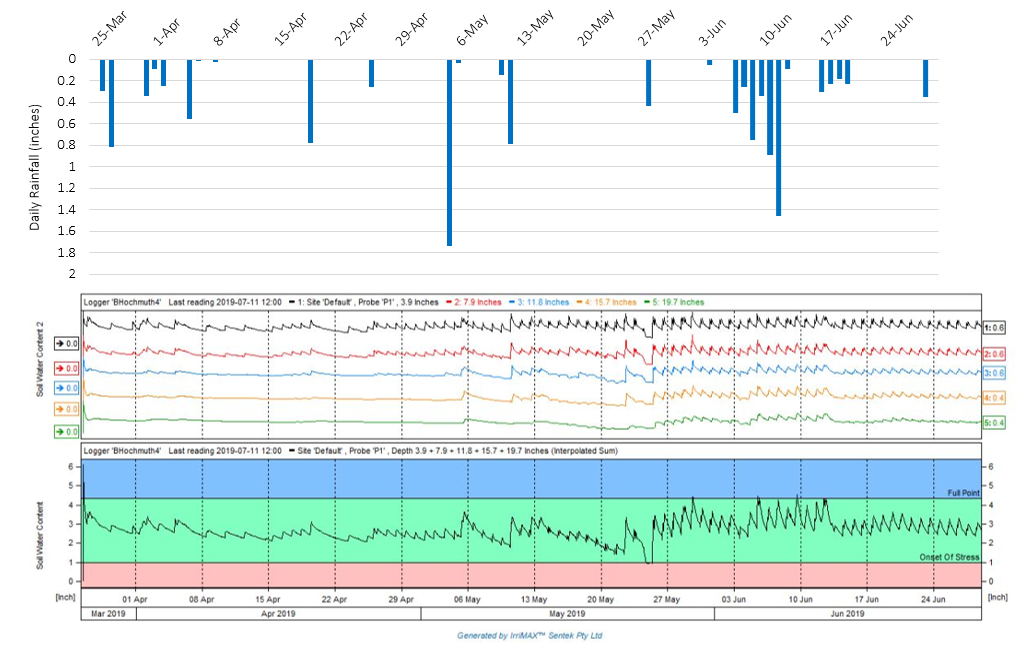 25-Mar 1-Apr 8-Apr 15-Apr 22-Apr 29-Apr 6-May 13-May 20-May 27-May 3-Jun 10-Jun 17-Jun 24-Jun
Daily Rainfall (inches)
0
0.2
0.4
0.6
0.8
1
1.2
1.4
1.6
1.8
2
Logger 'BHochmuth4' Last reading 2019-07-11 12:00 1: Site 'Default', Probe 'P1', 3.9 Inches 2: 7.9 Inches 3: 11.8 Inches 4: 15.7 Inches 5: 19.7 Inches
Soil Water Content 2
0.0 1: 0.6
0.0 2: 0.6
0.0 3: 0.6
0.0 4: 0.4
0.0 5: 0.4
Logger 'BHochmuth4' Last reading 2019-07-11 12:00 Site 'Default', Probe 'P1', Depth 3.9 + 7.9 + 11.8 + 15.7 + 19.7 Inches (Interpolated Sum)
Soil Water Content
6 6
5 5
Full Point
4 4
3 3
2 2
Onset Of Stress
1 1
0 0
[Inch] 01 Apr 08 Apr 15 Apr 22 Apr 29 Apr 06 May 13 May 20 May 27 May 03 Jun 10 Jun 17 Jun 24 Jun [Inch]
Mar 2019 Apr 2019 May 2019 Jun 2019
Generated by IrriMAX™ Sentek Pty Ltd